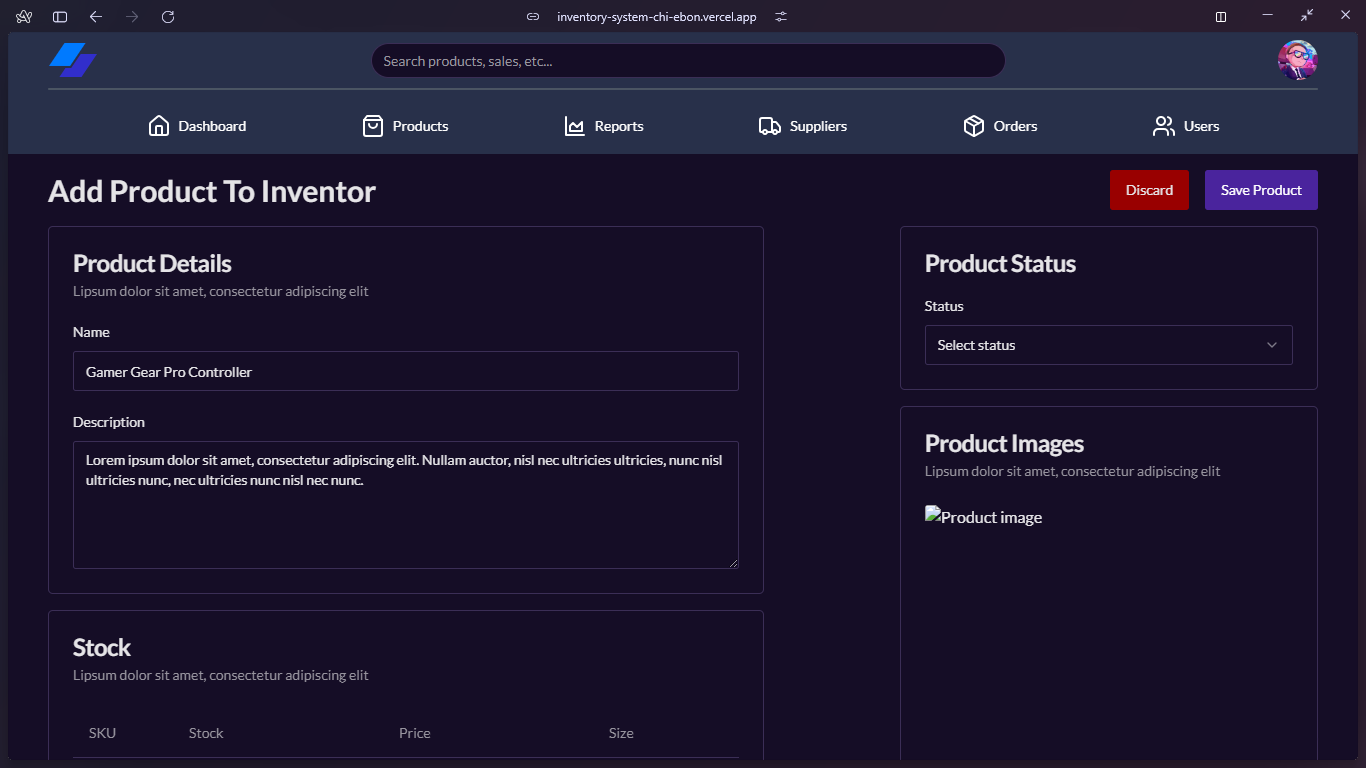 inventory-system-chi-ebon.vercel.app
Search products, sales, etc...
Dashboard
Products
Reports
Suppliers
Orders
Users
Add Product To Inventor
Discard
Save Product
Product Details
Lipsum dolor sit amet, consectetur adipiscing elit
Name
Gamer Gear Pro Controller
Description
Lorem ipsum dolor sit amet, consectetur adipiscing elit. Nullam auctor, nisl nec ultricies ultricies, nunc nisl
ultricies nunc, nec ultricies nunc nisl nec nunc.
Stock
Lipsum dolor sit amet, consectetur adipiscing elit
SKU
Stock
Price
Size
Product Status
Status
Select status
Product Images
Lipsum dolor sit amet, consectetur adipiscing elit
Product image